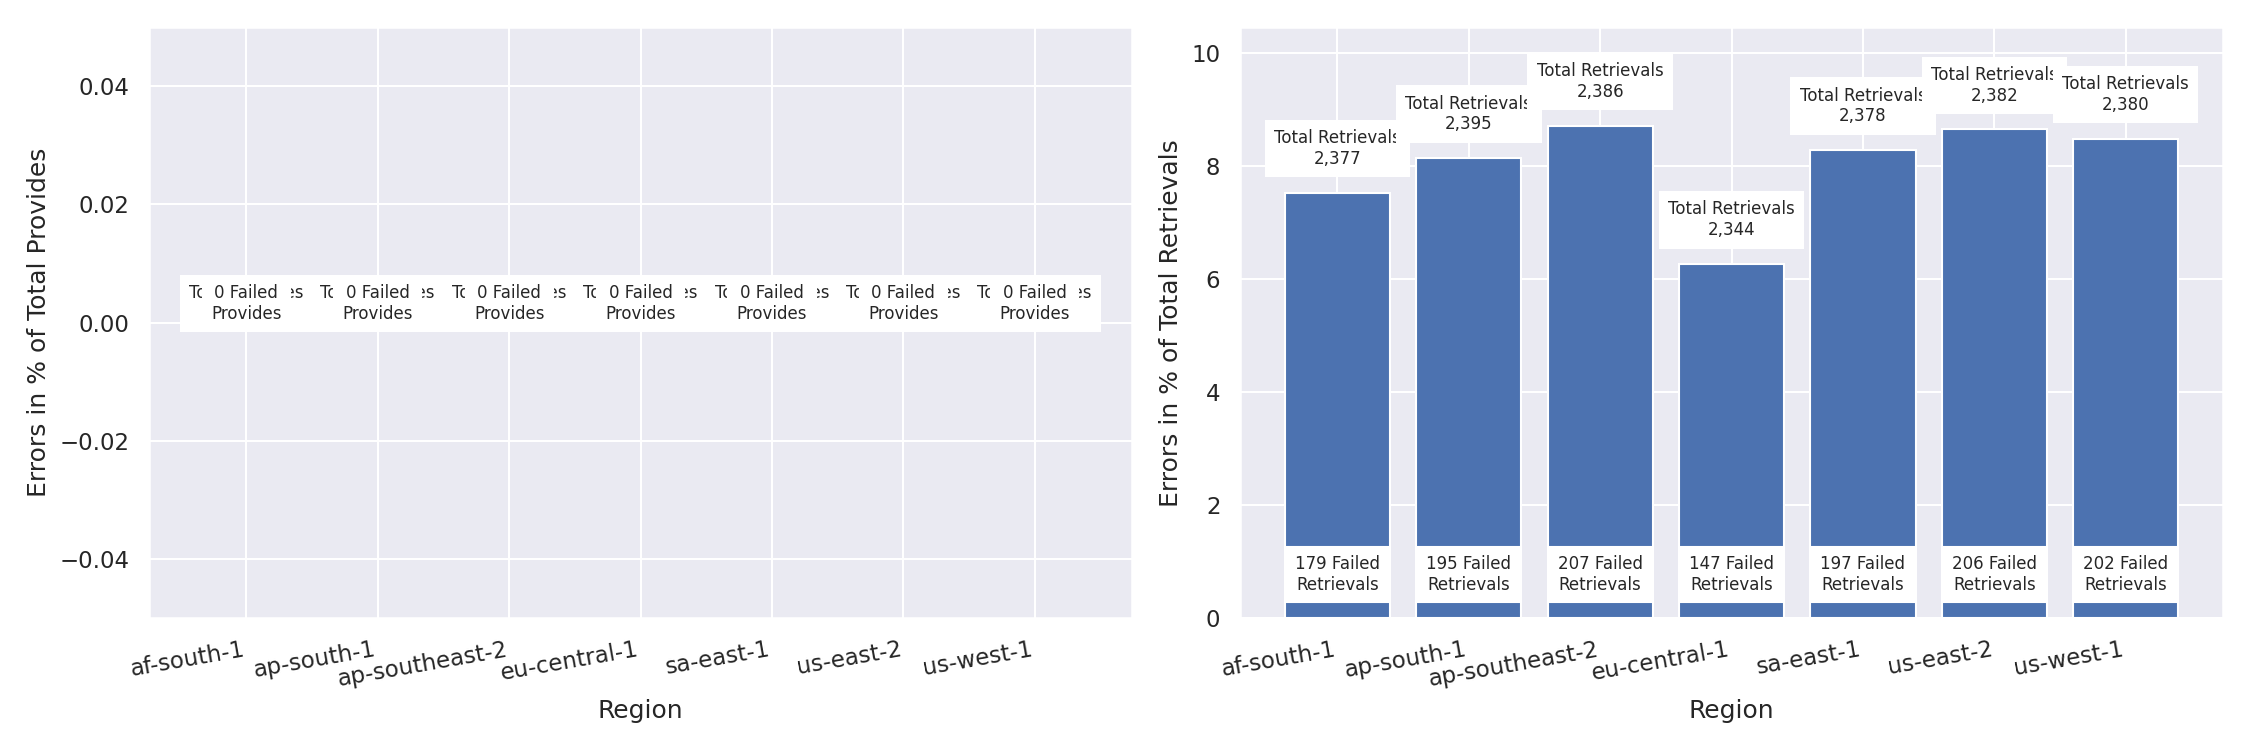 Errors in % of Total Provides
0.04
0.02
0.00
−0.02
−0.04
0 Failed
Provides
0 Failed
Provides
0 Failed
Provides
0 Failed
Provides
0 Failed
Provides
0 Failed
Provides
0 Failed
Provides
af-south-1
ap-south-1
ap-southeast-2
eu-central-1
sa-east-1
us-east-2
us-west-1
Region
Errors in % of Total Retrievals
10
8
6
4
2
0
Total Retrievals
2,377
Total Retrievals
2,395
Total Retrievals
2,386
Total Retrievals
2,344
Total Retrievals
2,378
Total Retrievals
2,382
Total Retrievals
2,380
179 Failed
Retrievals
195 Failed
Retrievals
207 Failed
Retrievals
147 Failed
Retrievals
197 Failed
Retrievals
206 Failed
Retrievals
202 Failed
Retrievals
af-south-1
ap-south-1
ap-southeast-2
eu-central-1
sa-east-1
us-east-2
us-west-1
Region